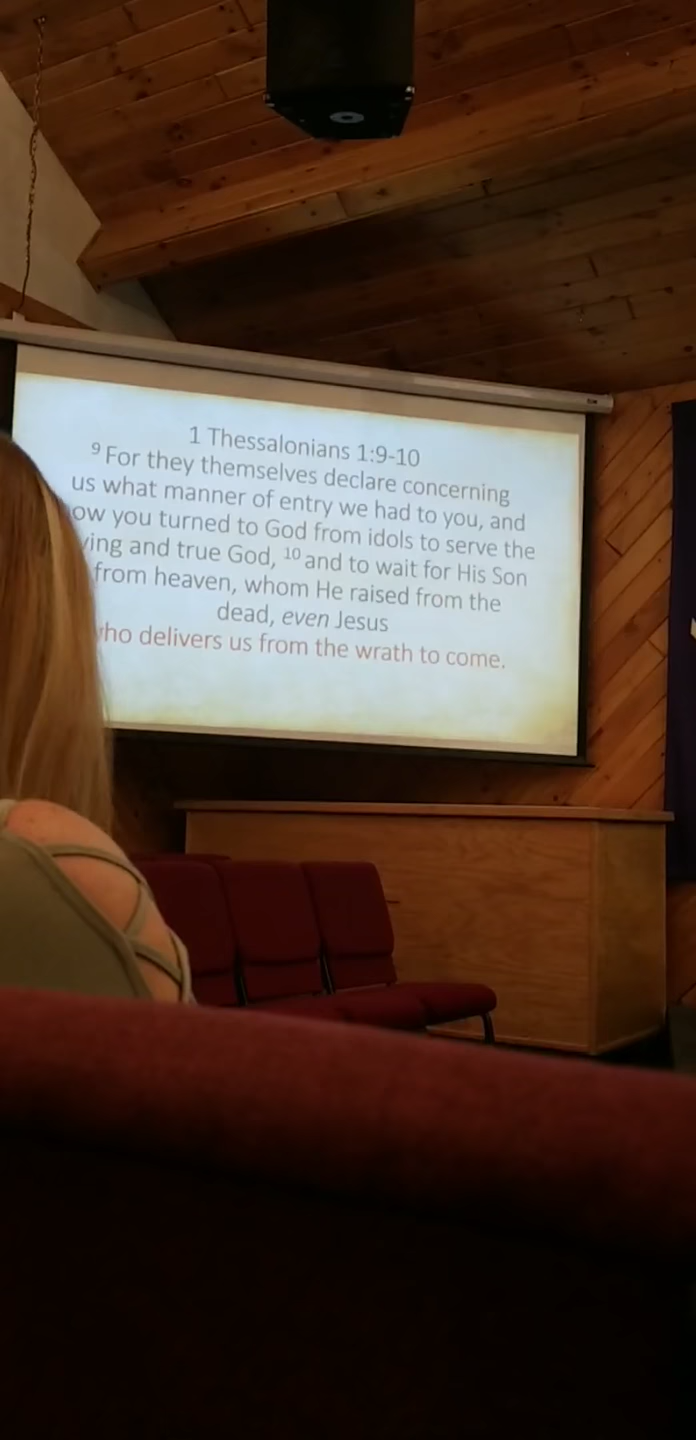 1 Thessalonians 1:9-10
⁹ For they themselves declare concerning
us what manner of entry we had to you, and
ow you turned to God from idols to serve the
ving and true God, ¹⁰ and to wait for His Son
from heaven, whom He raised from the
dead, even Jesus
ho delivers us from the wrath to come.